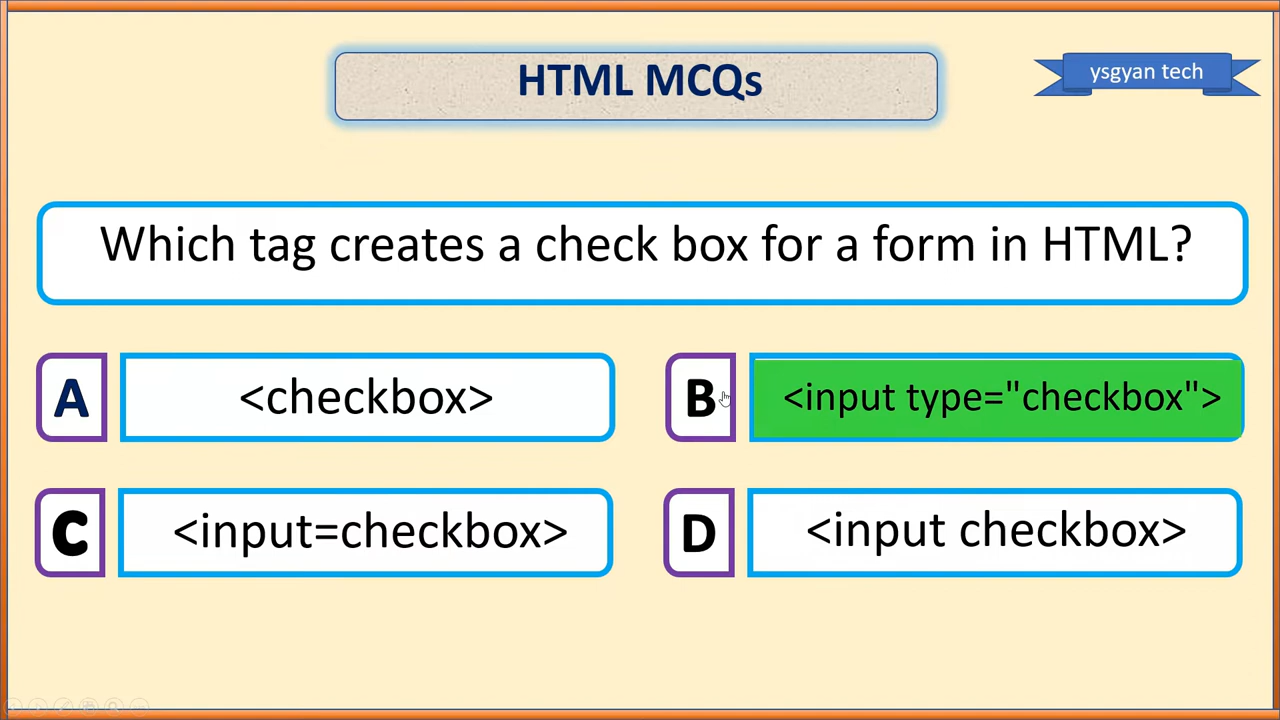 HTML MCQs
ysgyan tech
Which tag creates a check box for a form in HTML?
A
<checkbox>
B
<input type="checkbox">
C
<input=checkbox>
D
<input checkbox>